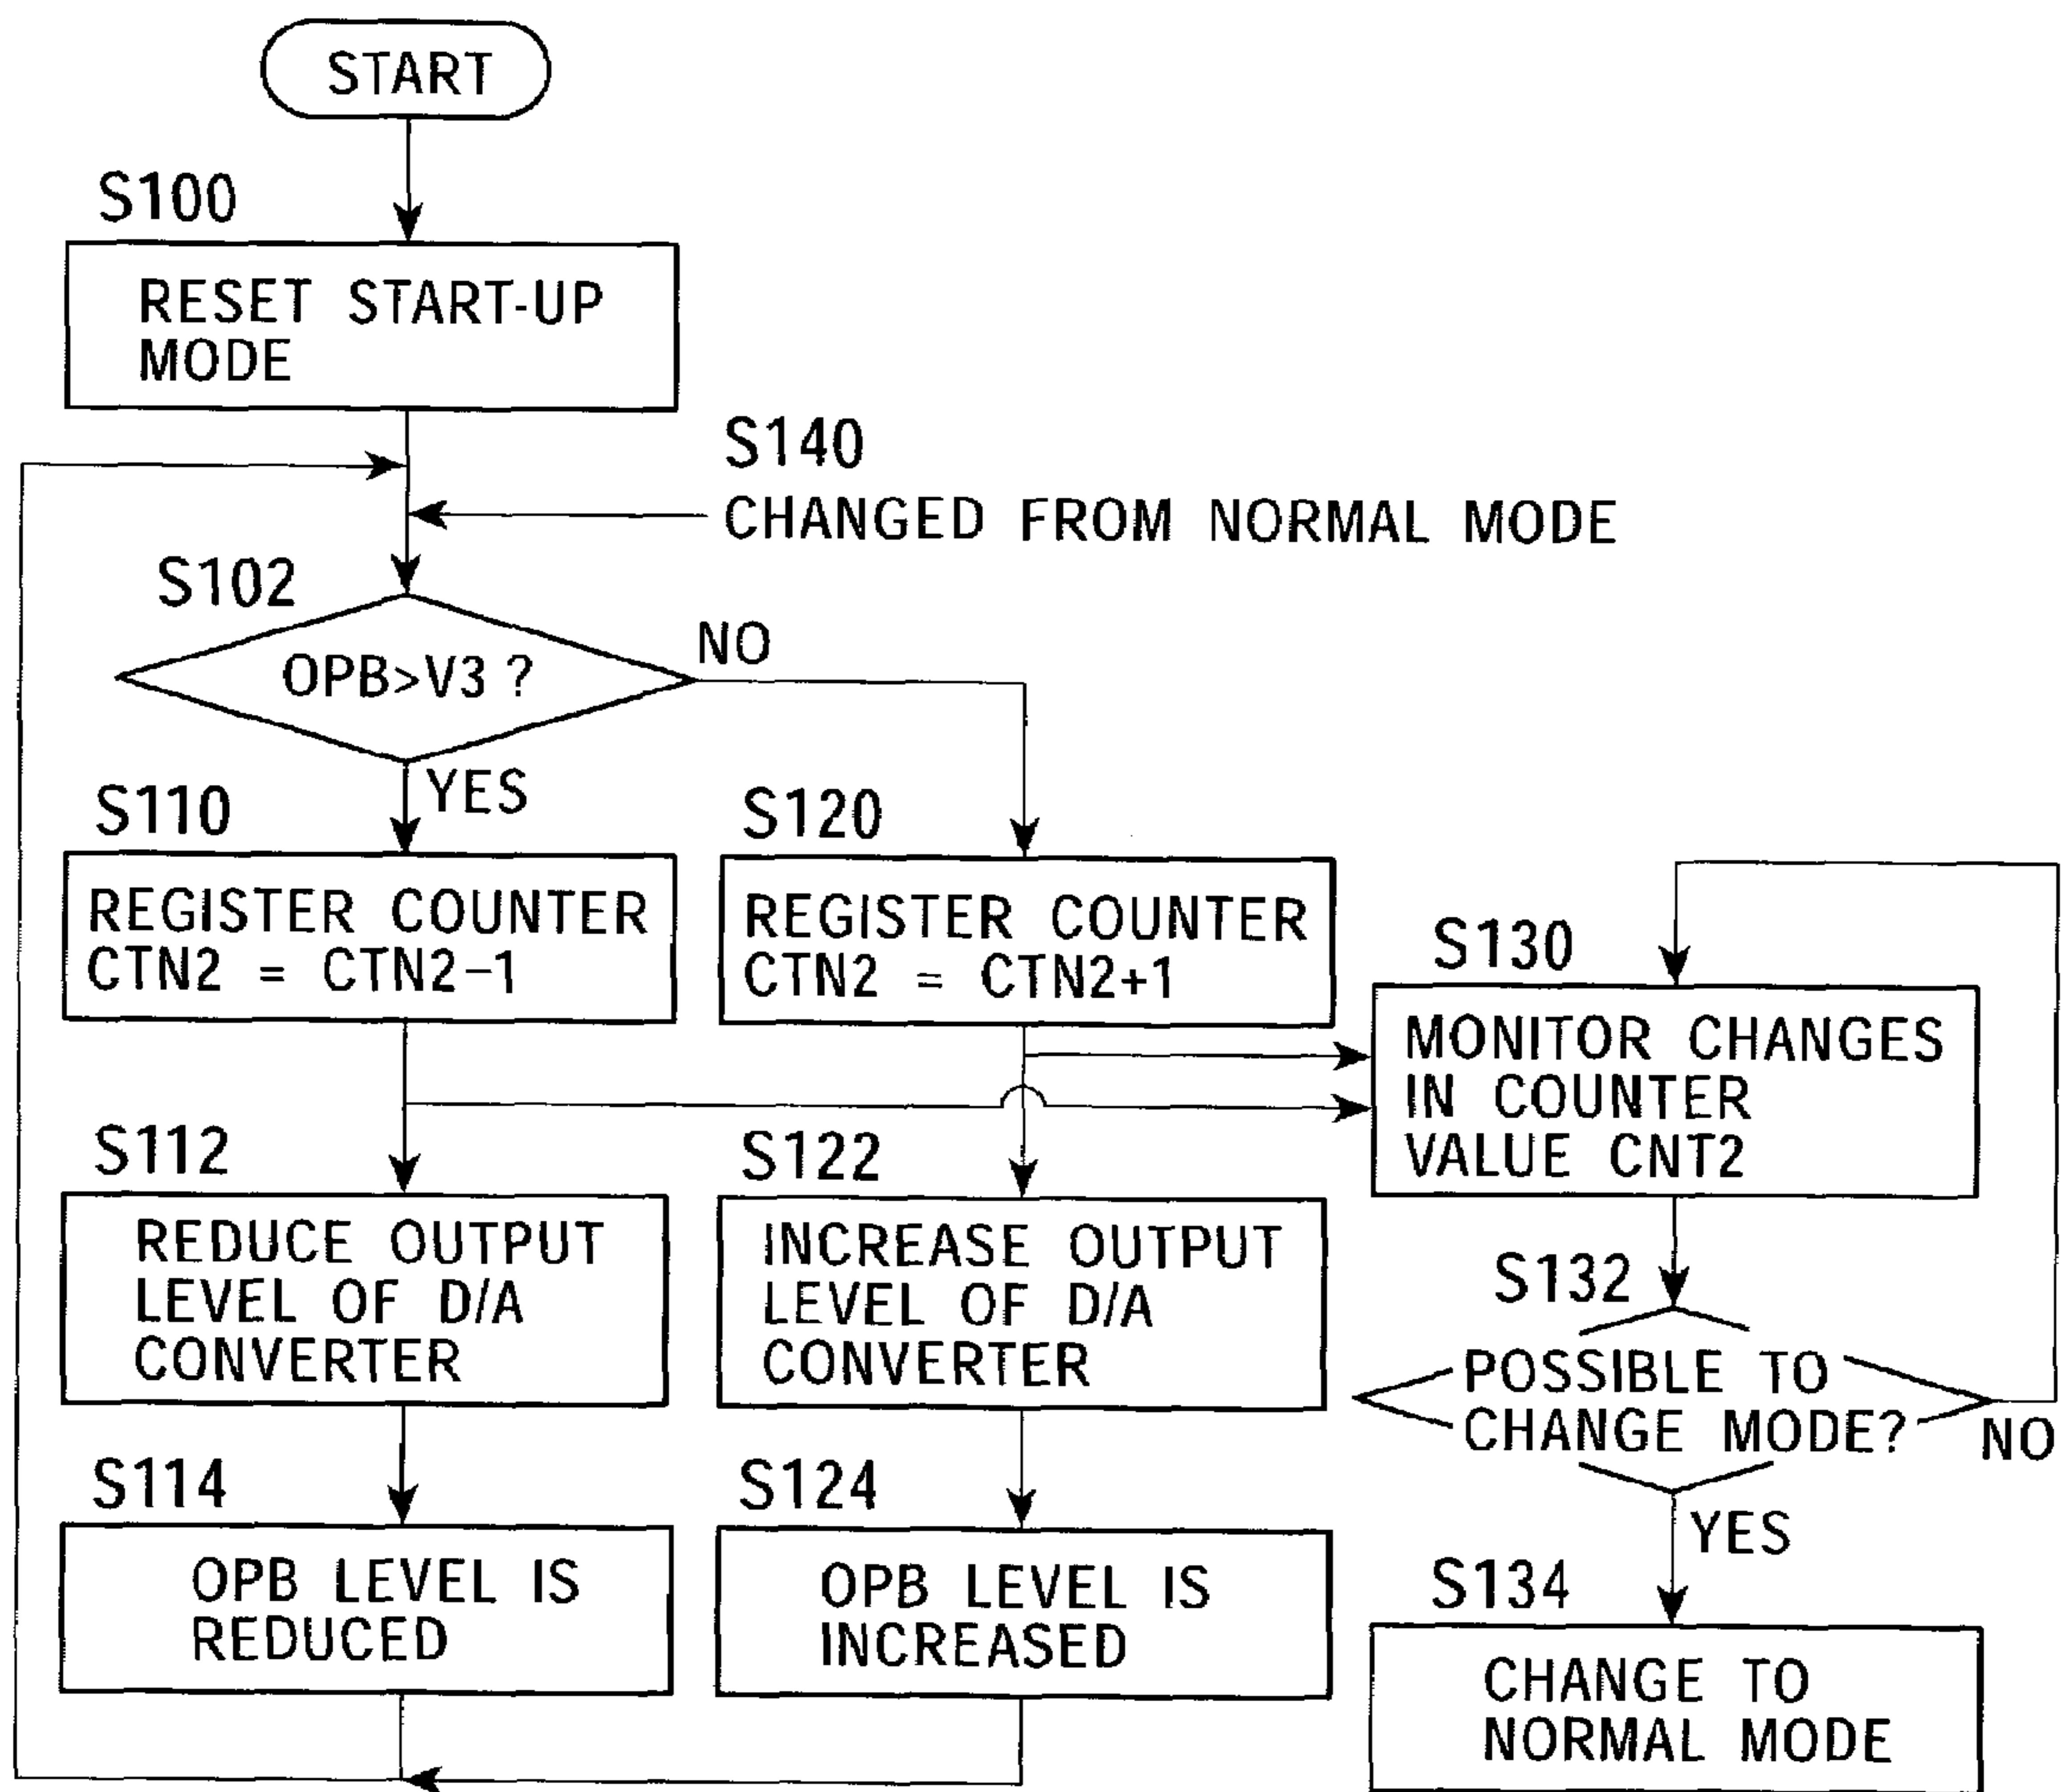 START
S100
RESET START-UP
MODE
S140
CHANGED FROM NORMAL MODE
S102
OPB>V3 ?
NO
YES
S110
REGISTER COUNTER
CTN2 = CTN2-1
S120
REGISTER COUNTER
CTN2 = CTN2+1
S130
MONITOR CHANGES
IN COUNTER
VALUE CNT2
S112
REDUCE OUTPUT
LEVEL OF D/A
CONVERTER
S122
INCREASE OUTPUT
LEVEL OF D/A
CONVERTER
S132
POSSIBLE TO
CHANGE MODE?
NO
YES
S114
OPB LEVEL IS
REDUCED
S124
OPB LEVEL IS
INCREASED
S134
CHANGE TO
NORMAL MODE